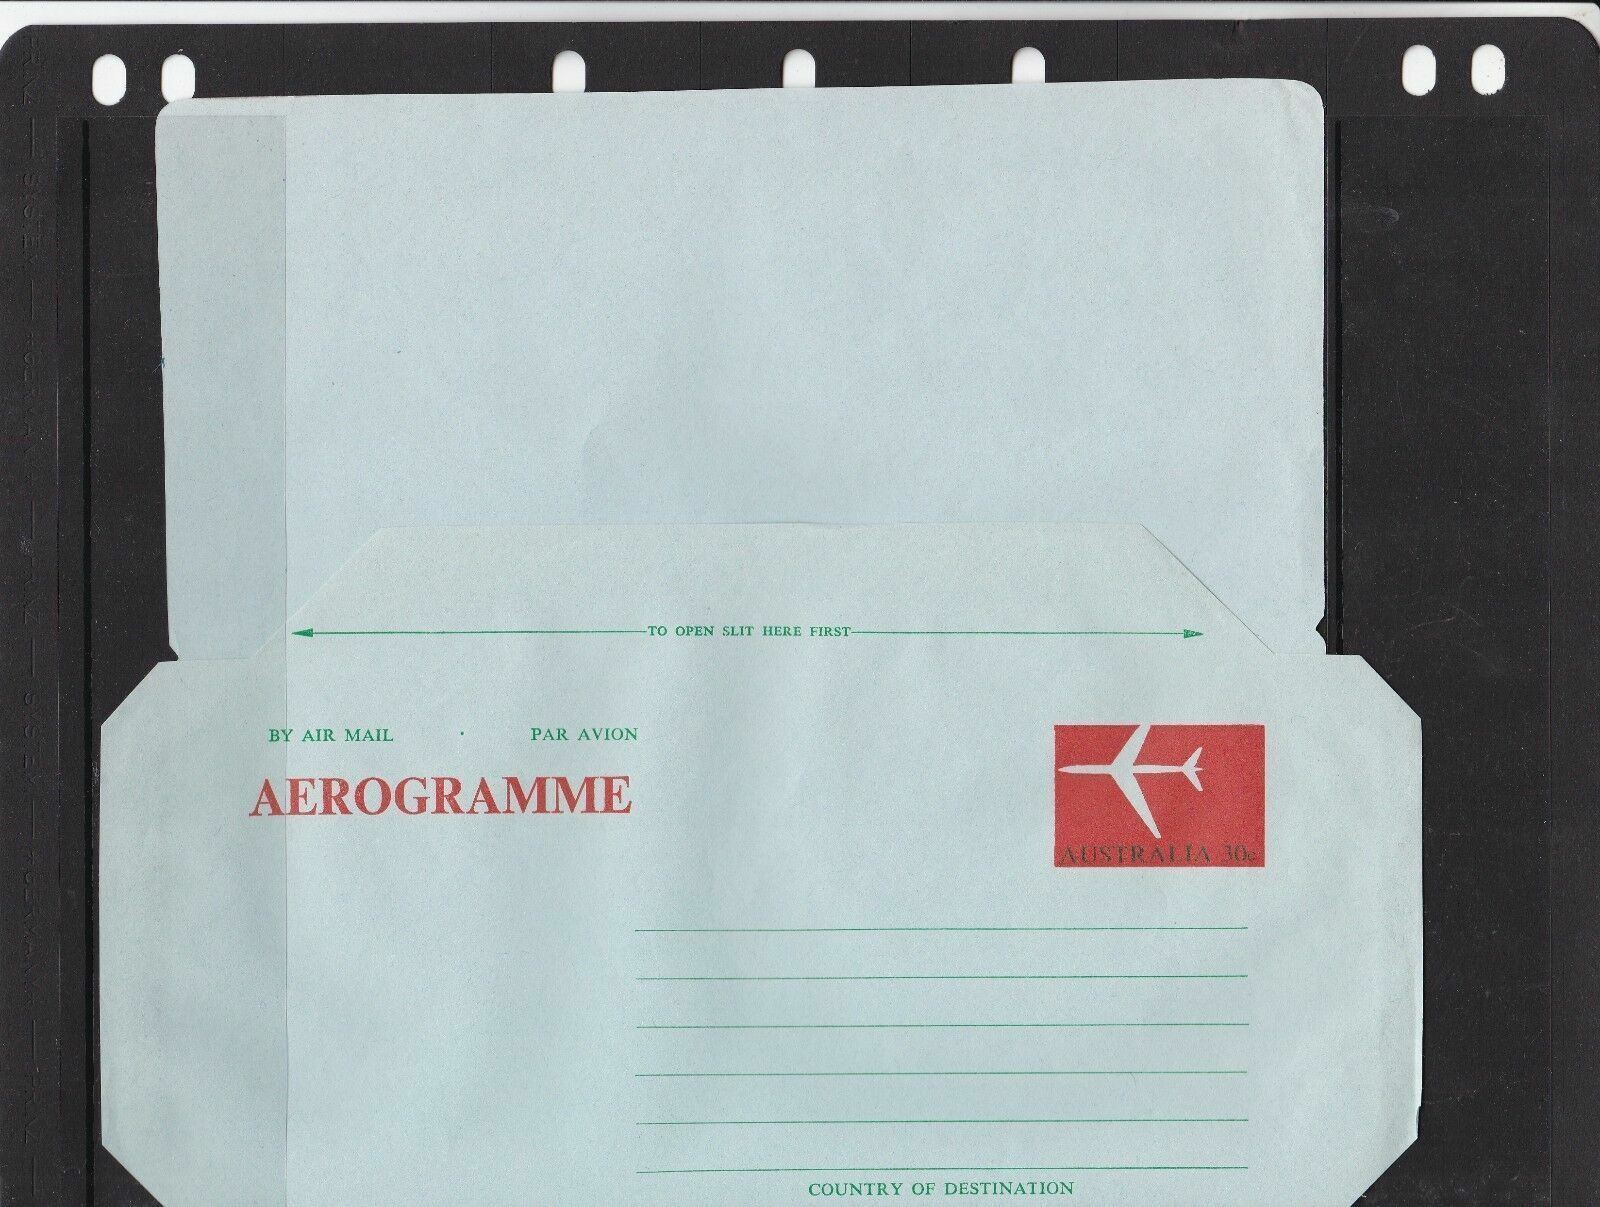 TO OPEN SLIT HERE FIRST
BY AIR MAIL · PAR AVION
AEROGRAMME
AUSTRALIA 30c
COUNTRY OF DESTINATION